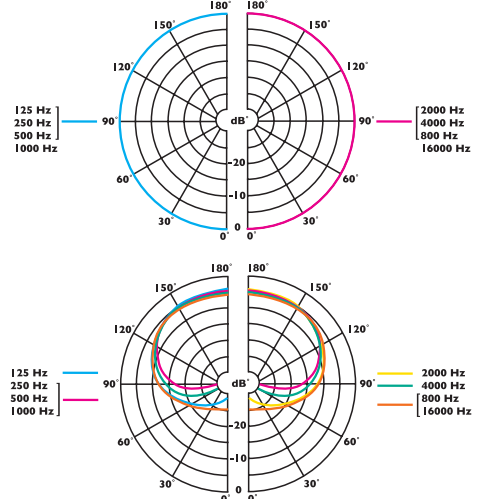 180° 180°
150° 150°
120° 120°
125 Hz
250 Hz
500 Hz
1000 Hz
90° dB° 90°
2000 Hz
4000 Hz
800 Hz
16000 Hz
60° -20 60°
-10
30° 0 30°
0° 0°
180° 180°
150° 150°
120° 120°
125 Hz
250 Hz
500 Hz
1000 Hz
90° dB° 90°
2000 Hz
4000 Hz
800 Hz
16000 Hz
60° -20 60°
-10
30° 0 30°
0° 0°